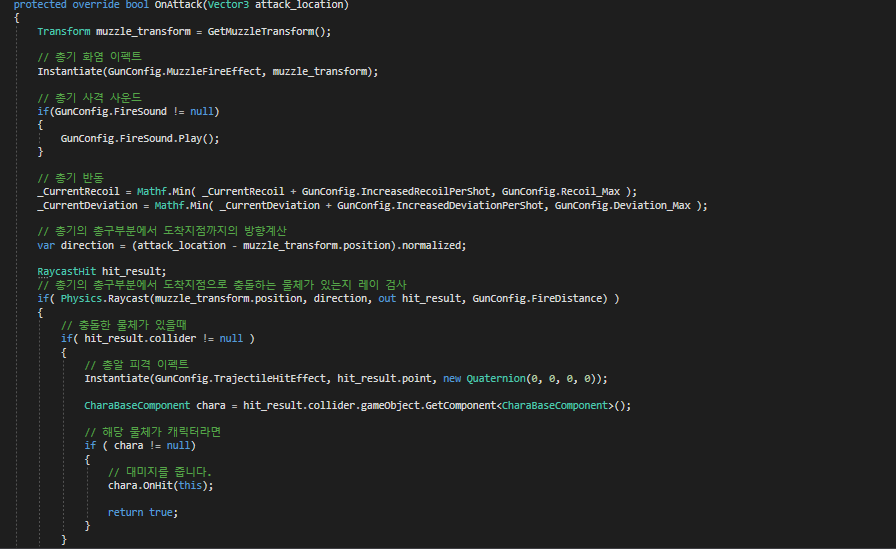 protected override bool OnAttack(Vector3 attack_location)
{
Transform muzzle_transform = GetMuzzleTransform();
// 총기 화염 이펙트
Instantiate(GunConfig.MuzzleFireEffect, muzzle_transform);
// 총기 사격 사운드
if(GunConfig.FireSound != null)
{
GunConfig.FireSound.Play();
}
// 총기 반동
_CurrentRecoil = Mathf.Min( _CurrentRecoil + GunConfig.IncreasedRecoilPerShot, GunConfig.Recoil_Max );
_CurrentDeviation = Mathf.Min( _CurrentDeviation + GunConfig.IncreasedDeviationPerShot, GunConfig.Deviation_Max );
// 총기의 총구부분에서 도착지점까지의 방향계산
var direction = (attack_location - muzzle_transform.position).normalized;
RaycastHit hit_result;
// 총기의 총구부분에서 도착지점으로 충돌하는 물체가 있는지 레이 검사
if( Physics.Raycast(muzzle_transform.position, direction, out hit_result, GunConfig.FireDistance) )
{
// 충돌한 물체가 있을때
if( hit_result.collider != null )
{
// 총알 피격 이펙트
Instantiate(GunConfig.TrajectileHitEffect, hit_result.point, new Quaternion(0, 0, 0, 0));
CharaBaseComponent chara = hit_result.collider.gameObject.GetComponent<CharaBaseComponent>();
// 해당 물체가 캐릭터라면
if ( chara != null)
{
// 대미지를 줍니다.
chara.OnHit(this);
return true;
}
}